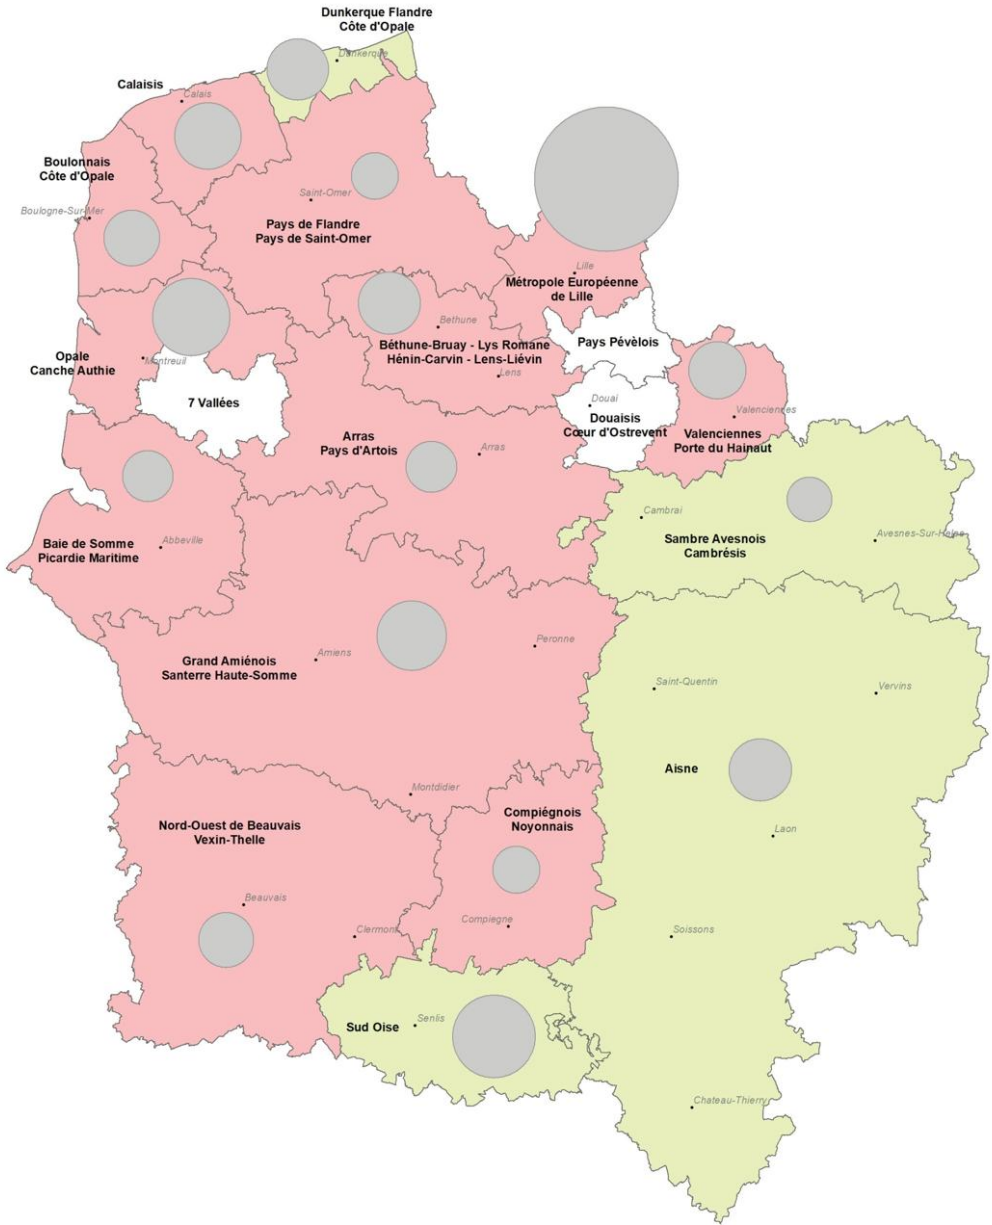 Dunkerque Flandre
Côte d'Opale
Dunkerque
Calaisis
Calais
Boulonnais
Côte d'Opale
Boulogne-Sur-Mer
Saint-Omer
Pays de Flandre
Pays de Saint-Omer
Lille
Métropole Européenne
de Lille
Bethune
Béthune-Bruay - Lys Romane
Hénin-Carvin - Lens-Liévin
Lens
Pays Pévèlois
Opale
Canche Authie
Montreuil
7 Vallées
Douai
Douaisis
Cœur d'Ostrevent
Valenciennes
Valenciennes
Porte du Hainaut
Arras
Pays d'Artois
Arras
Cambrai
Sambre Avesnois
Cambrésis
Avesnes-Sur-Helpe
Baie de Somme
Picardie Maritime
Abbeville
Grand Amiénois
Santerre Haute-Somme
Amiens
Peronne
Saint-Quentin
Vervins
Aisne
Montdidier
Compiégnois
Noyonnais
Nord-Ouest de Beauvais
Vexin-Thelle
Laon
Beauvais
Clermont
Compiegne
Soissons
Sud Oise
Senlis
Chateau-Thierry